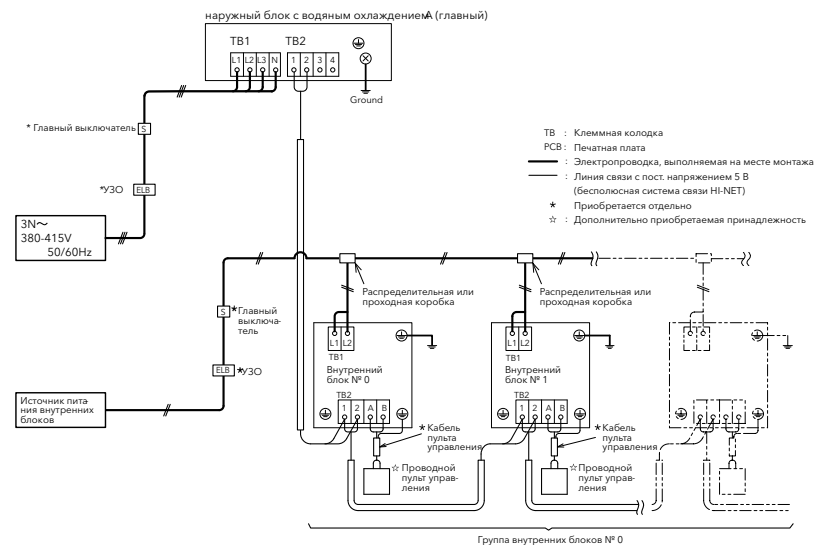 наружный блок с водяным охлаждением A (главный)
TB1 TB2
L1 L2 L3 N 1 2 3 4
Ground
* Главный выключатель S
*УЗО ELB
3N～
380-415V
50/60Hz
TB : Клеммная колодка
PCB : Печатная плата
: Электропроводка, выполняемая на месте монтажа
: Линия связи с пост. напряжением 5 В
(бесполюсная система связи HI-NET)
* Приобретается отдельно
☆ : Дополнительно приобретаемая принадлежность
Распределительная или
проходная коробка
Распределительная или
проходная коробка
S *Главный
выключа-
тель
ELB *УЗО
Источник пита-
ния внутренних
блоков
L1 L2
TB1
Внутренний
блок № 0
TB2
1 2 A B
* Кабель
пульта
управления
☆ Проводной
пульт управ-
ления
L1 L2
TB1
Внутренний
блок № 1
TB2
1 2 A B
* Кабель
пульта
управления
☆ Проводной
пульт управ-
ления
Группа внутренних блоков № 0